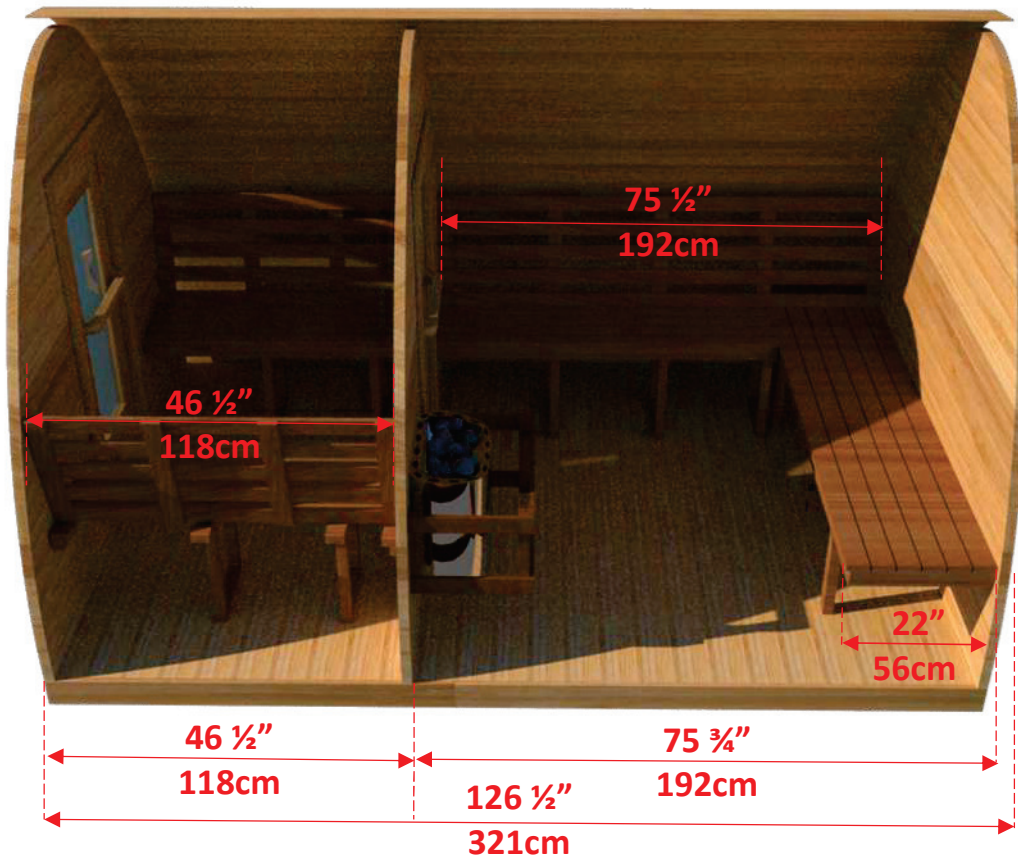 75 ½”
192cm
46 ½”
118cm
22”
56cm
46 ½”
118cm
75 ¾”
192cm
126 ½”
321cm